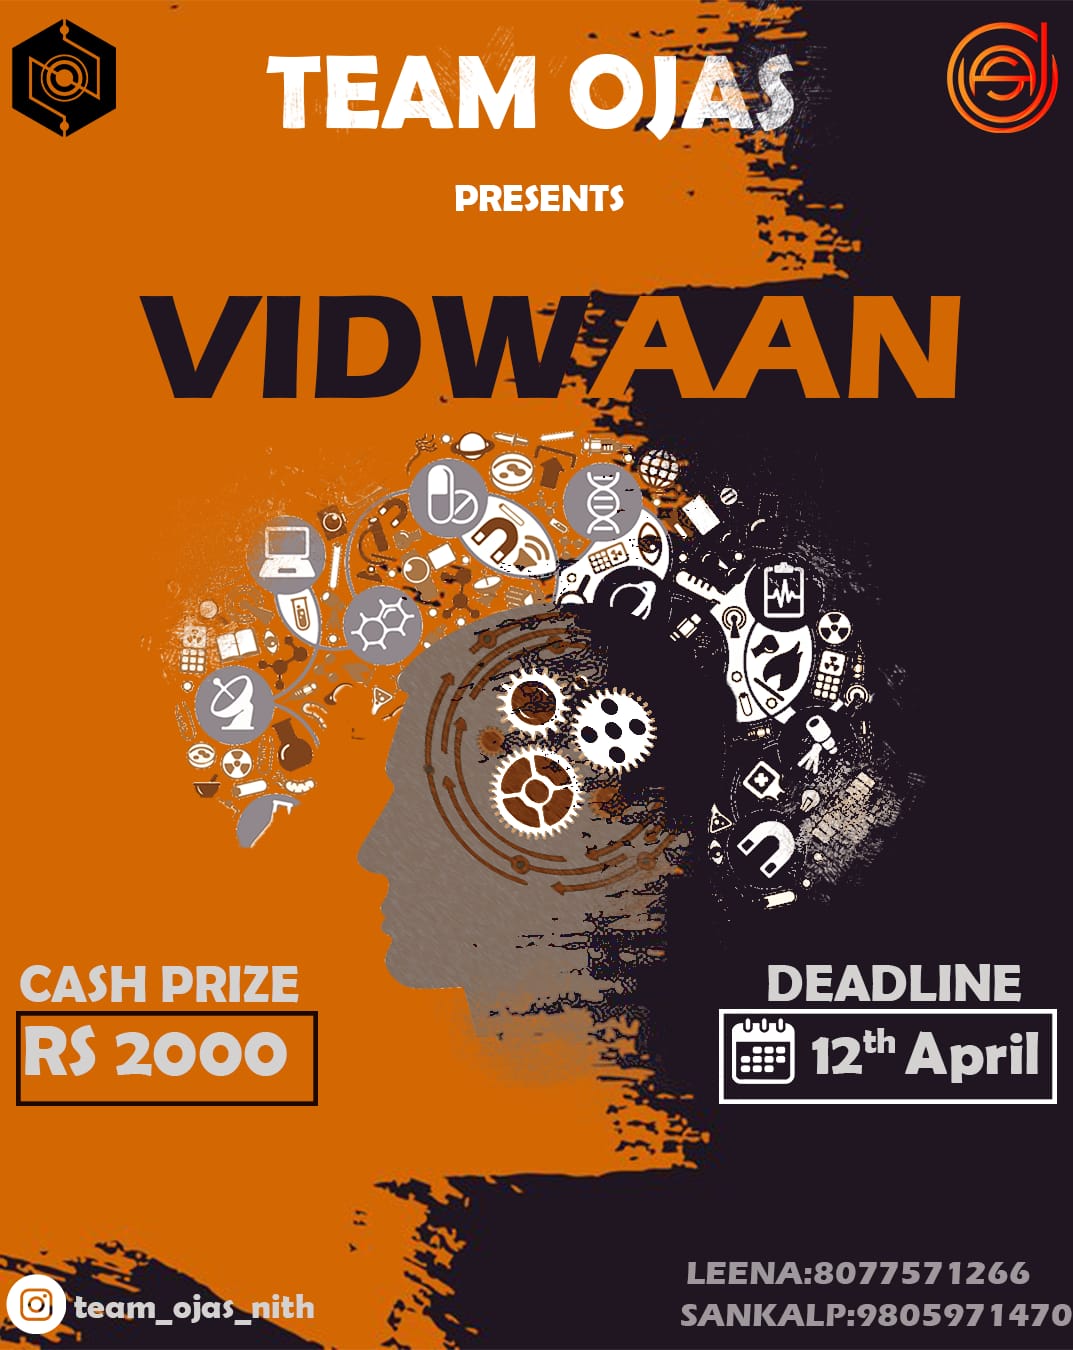 TEAM OJAS
PRESENTS
VIDWAAN
CASH PRIZE
RS 2000
DEADLINE
12th April
team_ojas_nith
LEENA:8077571266
SANKALP:9805971470